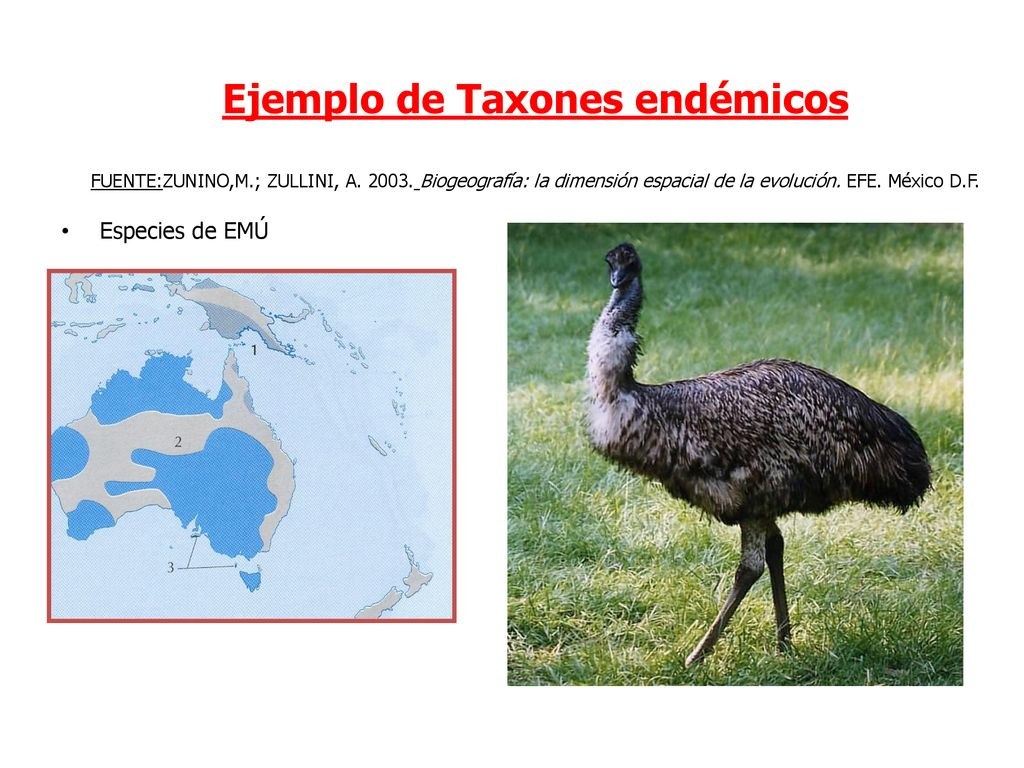 Ejemplo de Taxones endémicos
FUENTE:ZUNINO,M.; ZULLINI, A. 2003. Biogeografía: la dimensión espacial de la evolución. EFE. México D.F.
• Especies de EMÚ
1
2
3